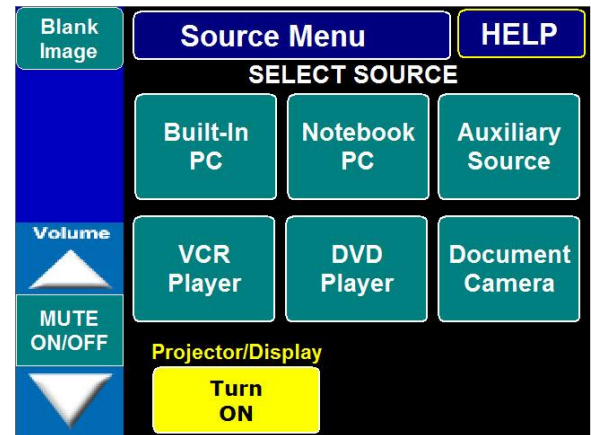 Blank
Image
Source Menu
HELP
SELECT SOURCE
Built-In
PC
Notebook
PC
Auxiliary
Source
Volume
VCR
Player
DVD
Player
Document
Camera
MUTE
ON/OFF
Projector/Display
Turn
ON